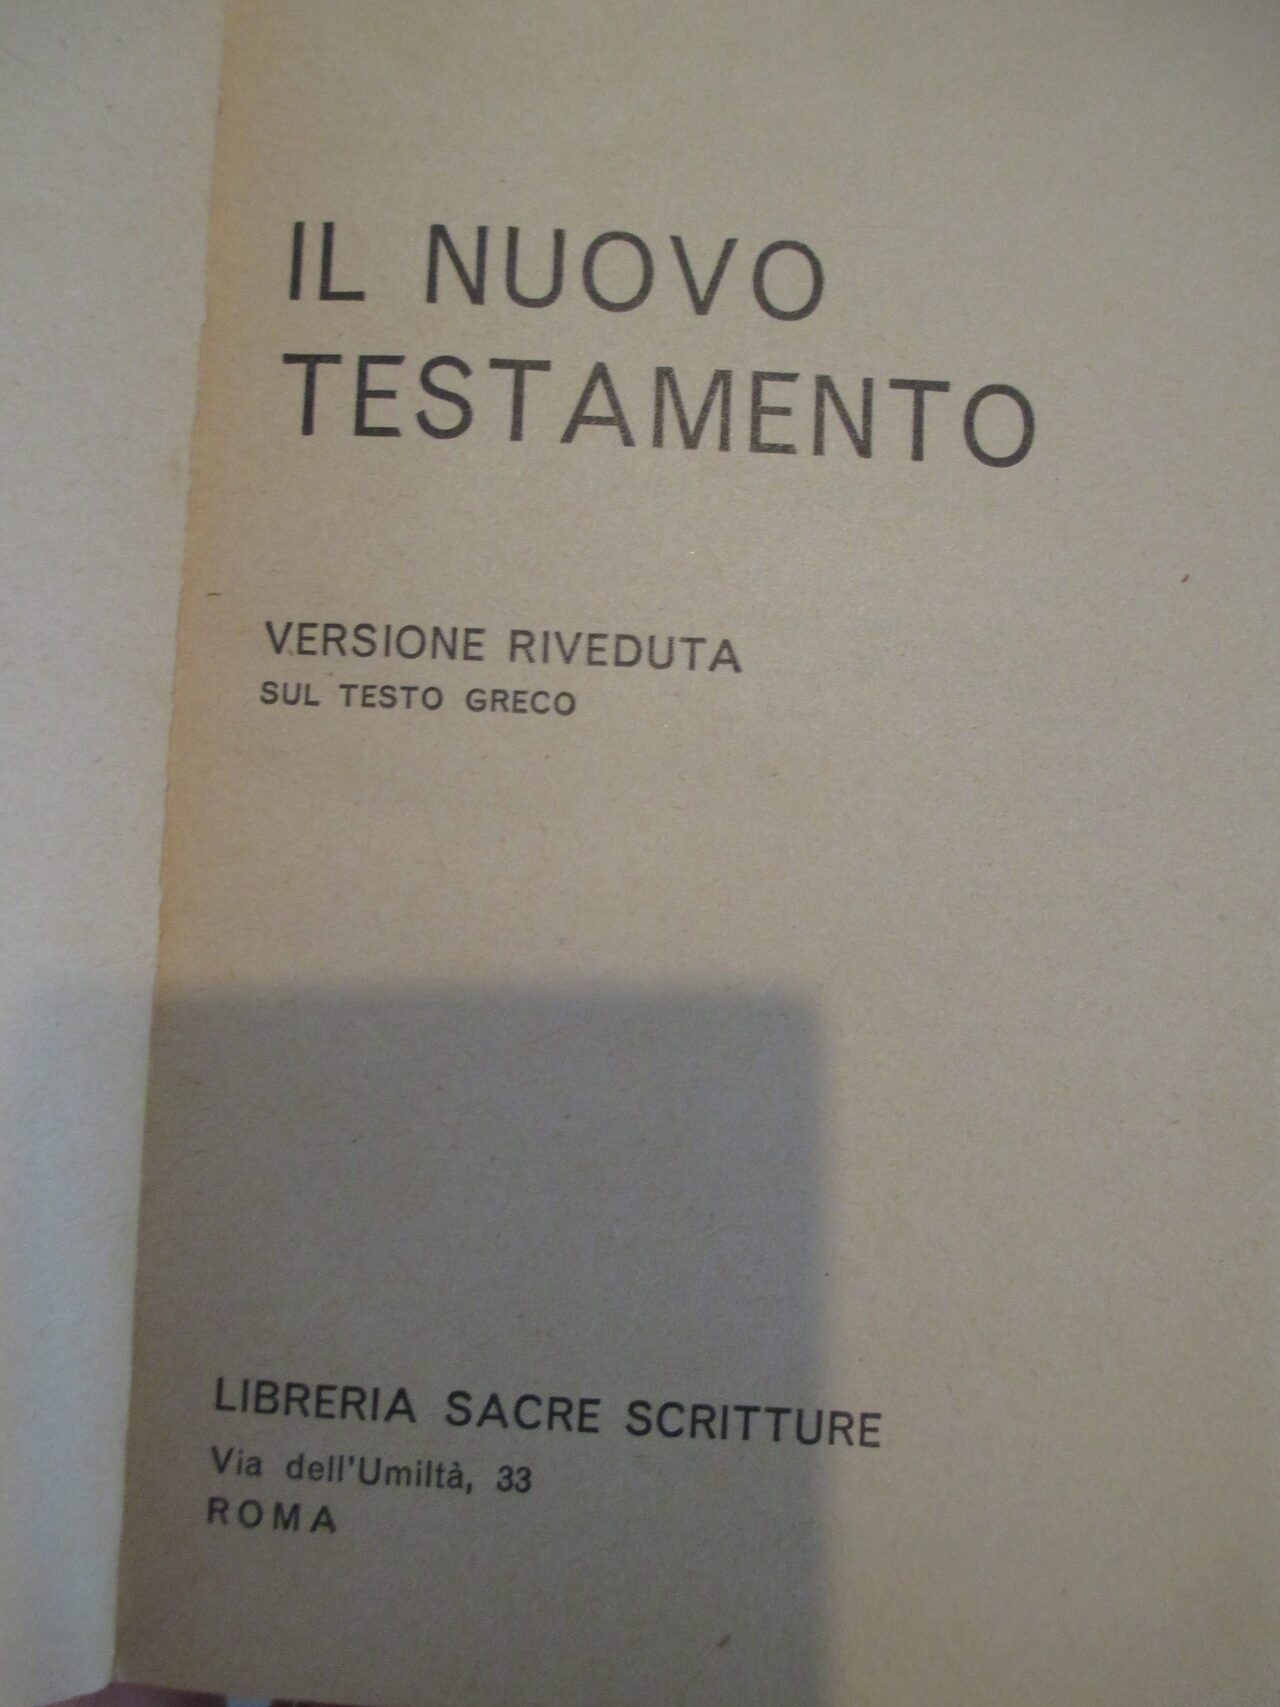 IL NUOVO
TESTAMENTO
VERSIONE RIVEDUTA
SUL TESTO GRECO
LIBRERIA SACRE SCRITTURE
Via dell'Umiltà, 33
ROMA